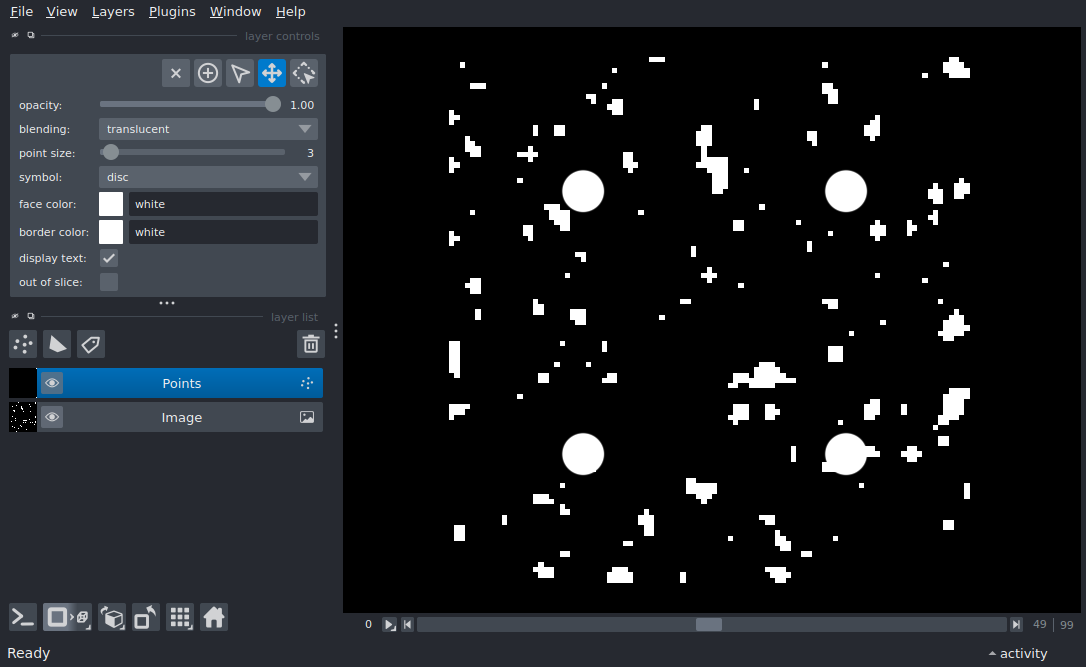 File View Layers Plugins Window Help
layer controls
opacity: 1.00
blending: translucent
point size: 3
symbol: disc
face color: white
border color: white
display text:
out of slice:
layer list
Points
Image
0 49 | 99
Ready activity